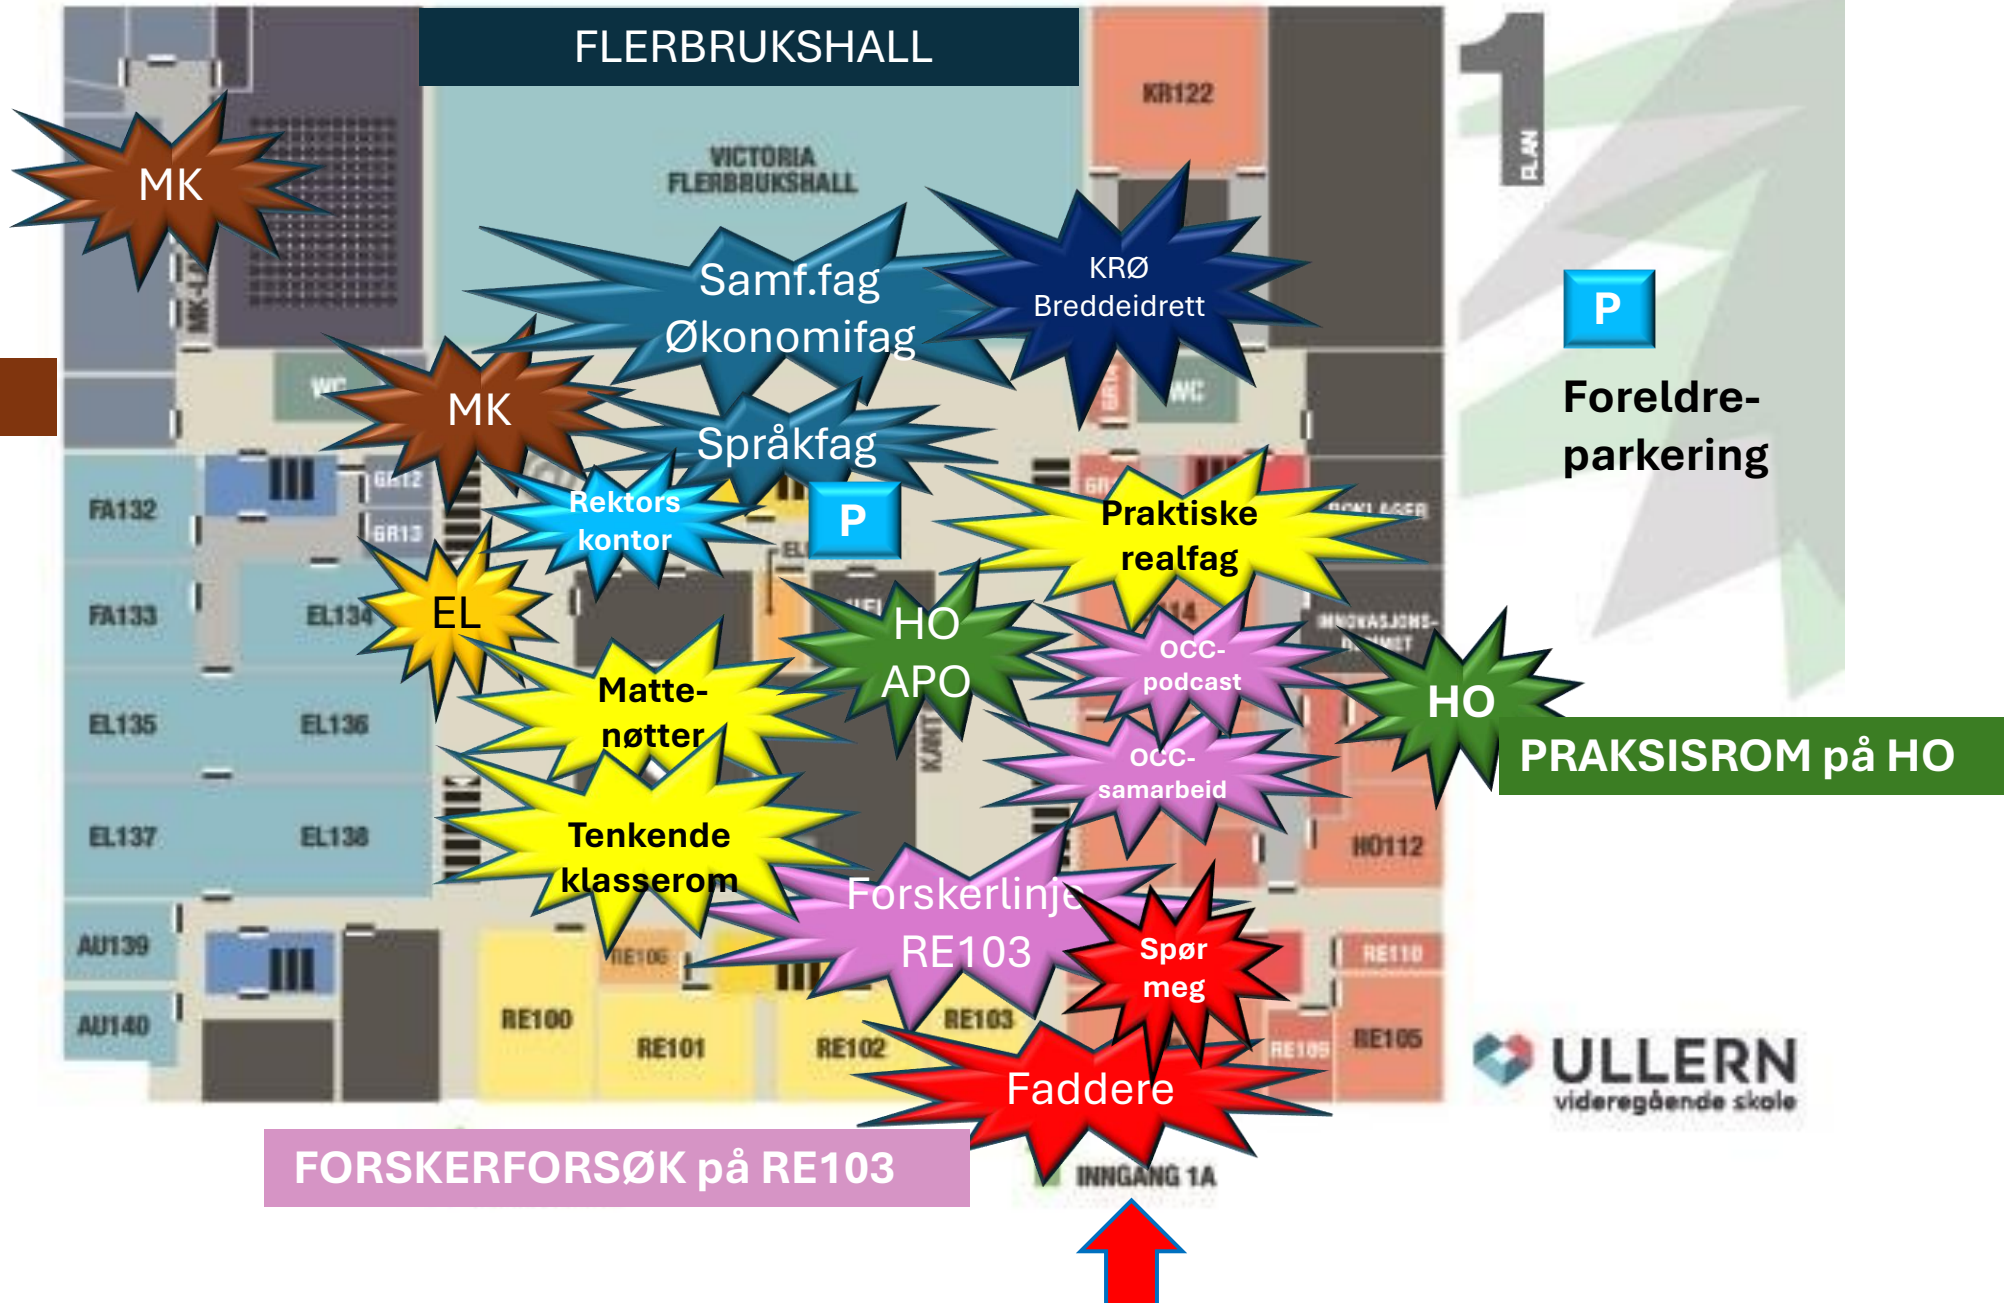 FLERBRUKSHALL
KR122
1
PLAN
VICTORIA
FLERBRUKSHALL
MK
Samf.fag
Økonomifag
KRØ
Breddeidrett
P
Foreldre-
parkering
WC
MK
WC
Språkfag
FA132
GR12
GR13
Rektors
kontor
P
Praktiske
realfag
FA133
EL134
EL
HO
APO
OCC-
podcast
EL135
EL136
Matte-
nøtter
HO
PRAKSISROM på HO
OCC-
samarbeid
EL137
EL138
Tenkende
klasserom
HO112
Forskerlinje
RE103
Spør
meg
AU139
RE106
RE110
AU140
RE100
RE101
RE102
RE103
RE109
RE105
Faddere
ULLERN
videregående skole
FORSKERFORSØK på RE103
INNGANG 1A